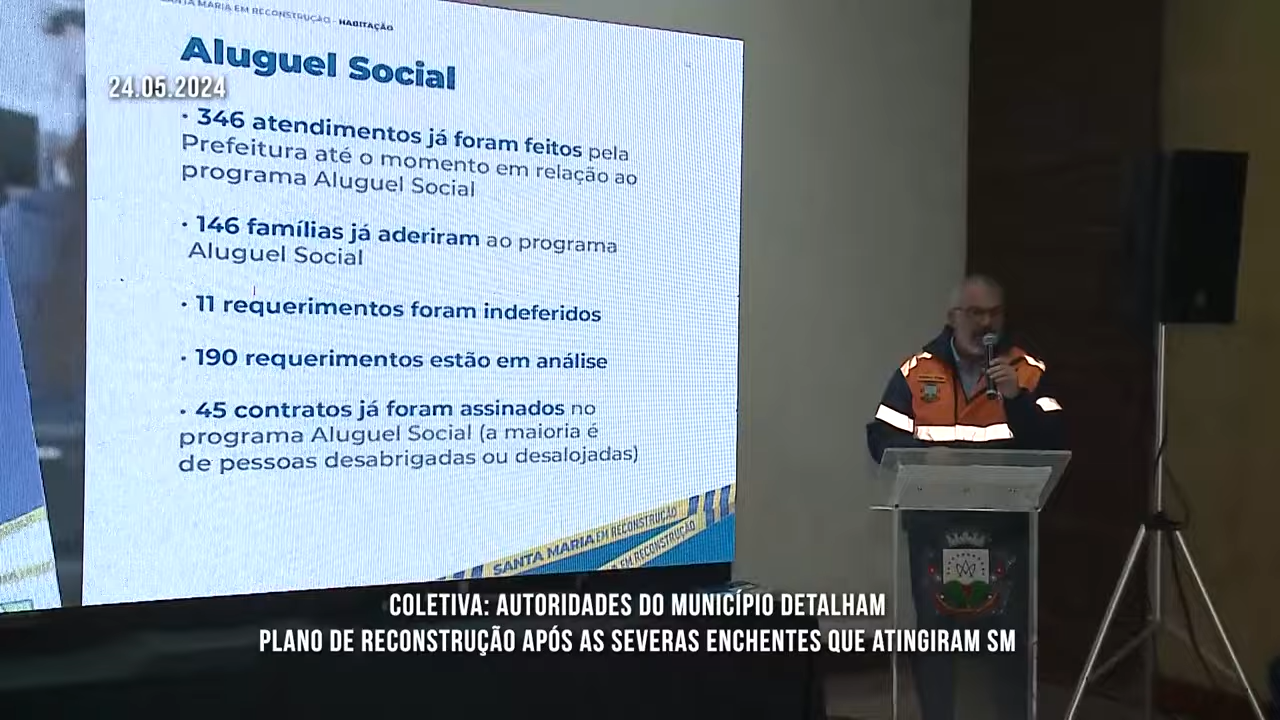 SANTA MARIA EM RECONSTRUÇÃO - HABITAÇÃO
Aluguel Social
24.05.2024
· 346 atendimentos já foram feitos pela
Prefeitura até o momento em relação ao
programa Aluguel Social
· 146 famílias já aderiram ao programa
Aluguel Social
· 11 requerimentos foram indeferidos
· 190 requerimentos estão em análise
· 45 contratos já foram assinados no
programa Aluguel Social (a maioria é
de pessoas desabrigadas ou desalojadas)
SANTA MARIA EM RECONSTRUÇÃO
EM RECONSTRUÇÃO
COLETIVA: AUTORIDADES DO MUNICÍPIO DETALHAM
PLANO DE RECONSTRUÇÃO APÓS AS SEVERAS ENCHENTES QUE ATINGIRAM SM